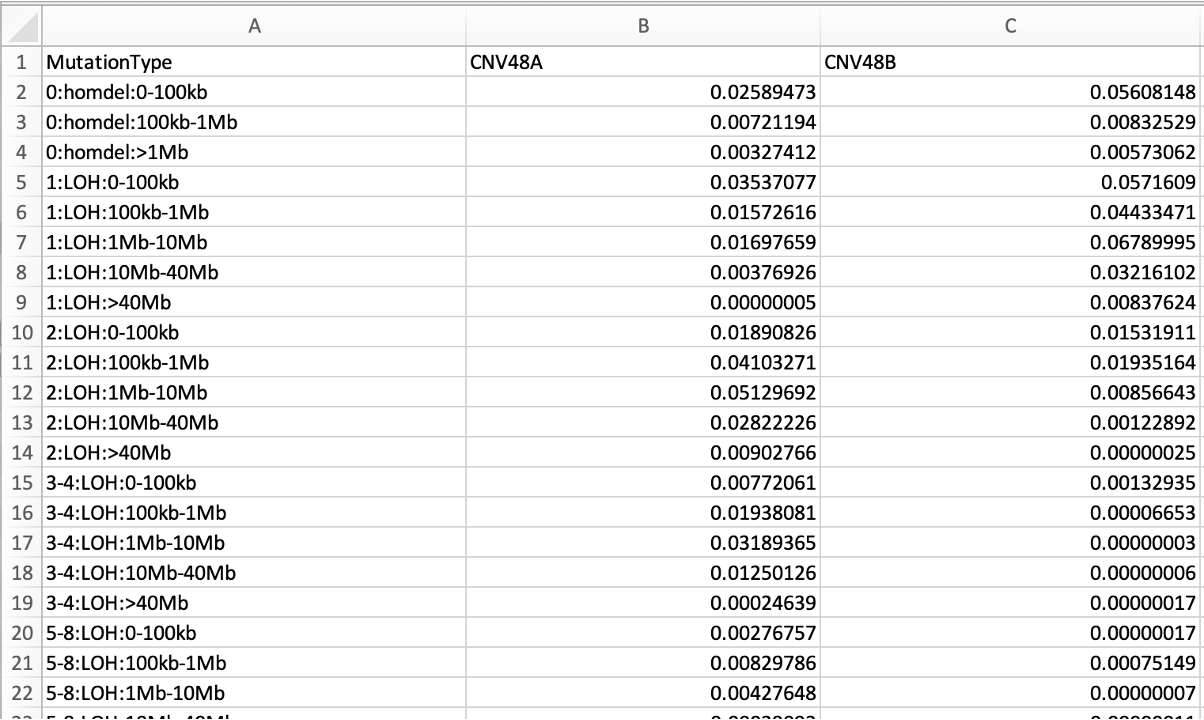 A B C
1 MutationType CNV48A CNV48B
2 0:homdel:0-100kb 0.02589473 0.05608148
3 0:homdel:100kb-1Mb 0.00721194 0.00832529
4 0:homdel:>1Mb 0.00327412 0.00573062
5 1:LOH:0-100kb 0.03537077 0.0571609
6 1:LOH:100kb-1Mb 0.01572616 0.04433471
7 1:LOH:1Mb-10Mb 0.01697659 0.06789995
8 1:LOH:10Mb-40Mb 0.00376926 0.03216102
9 1:LOH:>40Mb 0.00000005 0.00837624
10 2:LOH:0-100kb 0.01890826 0.01531911
11 2:LOH:100kb-1Mb 0.04103271 0.01935164
12 2:LOH:1Mb-10Mb 0.05129692 0.00856643
13 2:LOH:10Mb-40Mb 0.02822226 0.00122892
14 2:LOH:>40Mb 0.00902766 0.00000025
15 3-4:LOH:0-100kb 0.00772061 0.00132935
16 3-4:LOH:100kb-1Mb 0.01938081 0.00006653
17 3-4:LOH:1Mb-10Mb 0.03189365 0.00000003
18 3-4:LOH:10Mb-40Mb 0.01250126 0.00000006
19 3-4:LOH:>40Mb 0.00024639 0.00000017
20 5-8:LOH:0-100kb 0.00276757 0.00000017
21 5-8:LOH:100kb-1Mb 0.00829786 0.00075149
22 5-8:LOH:1Mb-10Mb 0.00427648 0.00000007